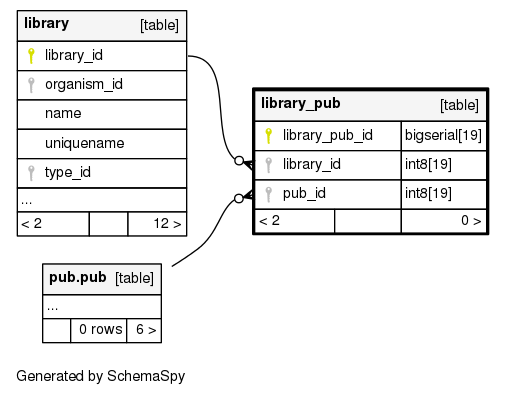 library [table]
library_id
organism_id
name
uniquename
type_id
...
< 2 12 >
library_pub [table]
library_pub_id bigserial[19]
library_id int8[19]
pub_id int8[19]
< 2 0 >
pub.pub [table]
...
0 rows 6 >
Generated by SchemaSpy